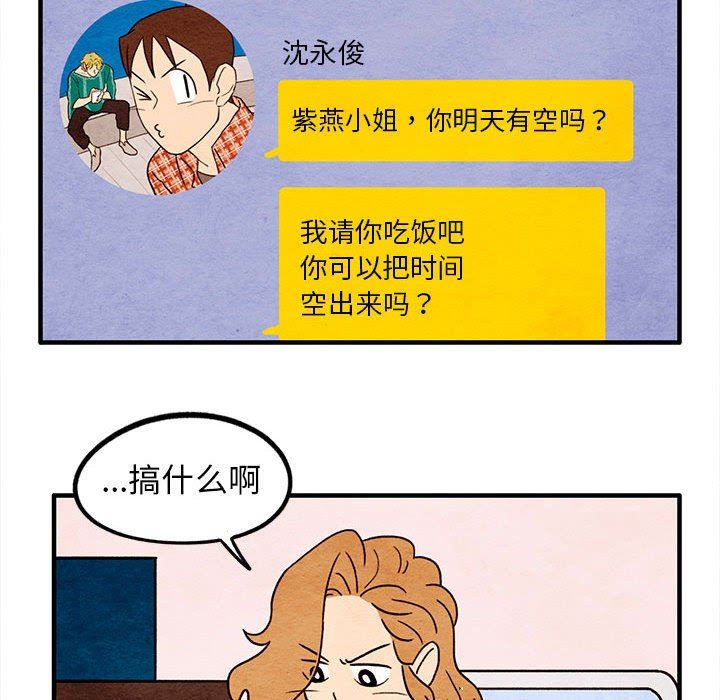 沈永俊
紫燕小姐，你明天有空吗？
我请你吃饭吧
你可以把时间
空出来吗？
...搞什么啊